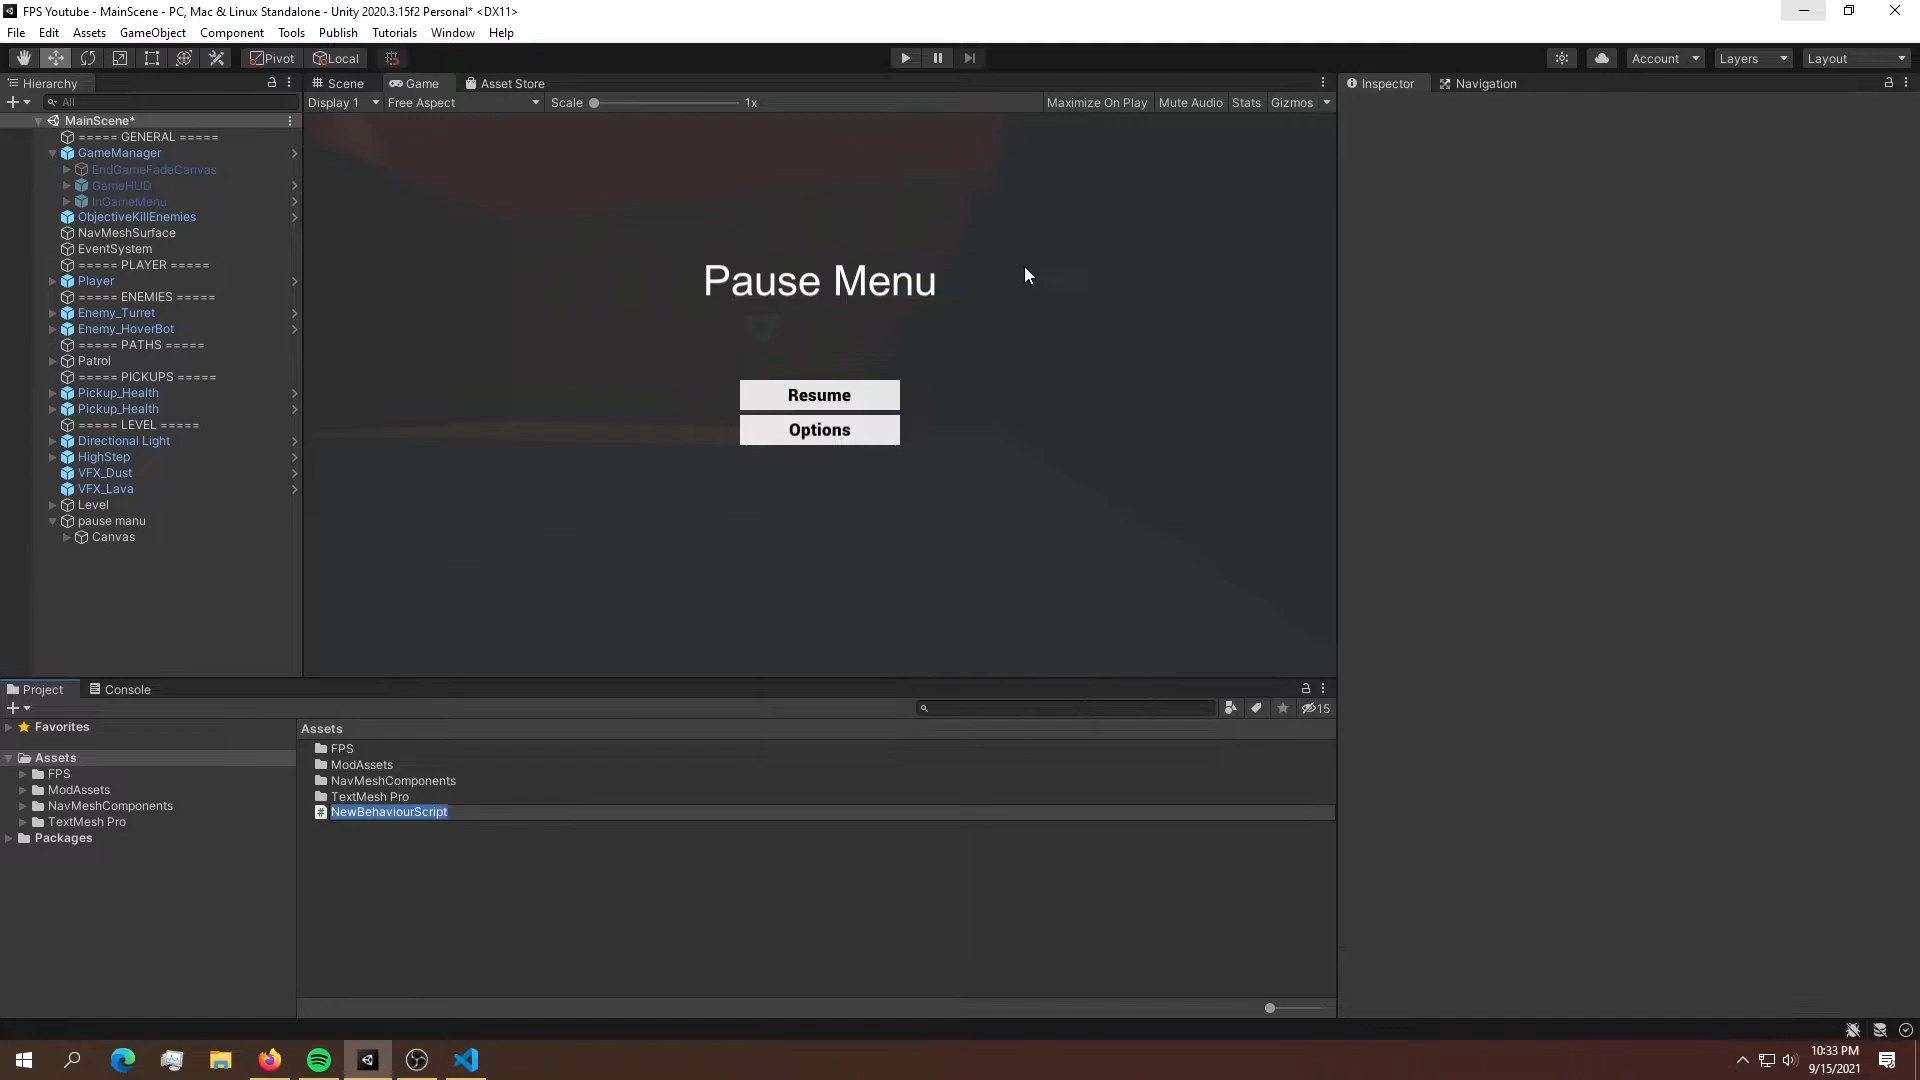 FPS Youtube - MainScene - PC, Mac & Linux Standalone - Unity 2020.3.15f2 Personal* <DX11>
File Edit Assets GameObject Component Tools Publish Tutorials Window Help
Pivot Local Account Layers Layout
Hierarchy
All
MainScene*
===== GENERAL =====
GameManager
EndGameFadeCanvas
GameHUD
InGameMenu
ObjectiveKillEnemies
NavMeshSurface
EventSystem
===== PLAYER =====
Player
===== ENEMIES =====
Enemy_Turret
Enemy_HoverBot
===== PATHS =====
Patrol
===== PICKUPS =====
Pickup_Health
Pickup_Health
===== LEVEL =====
Directional Light
HighStep
VFX_Dust
VFX_Lava
Level
pause manu
Canvas
Scene Game Asset Store
Display 1 Free Aspect Scale 1x Maximize On Play Mute Audio Stats Gizmos
Pause Menu
Resume
Options
Inspector Navigation
Project Console
15
Favorites
Assets
FPS
ModAssets
NavMeshComponents
TextMesh Pro
Packages
Assets
FPS
ModAssets
NavMeshComponents
TextMesh Pro
NewBehaviourScript
10:33 PM
9/15/2021